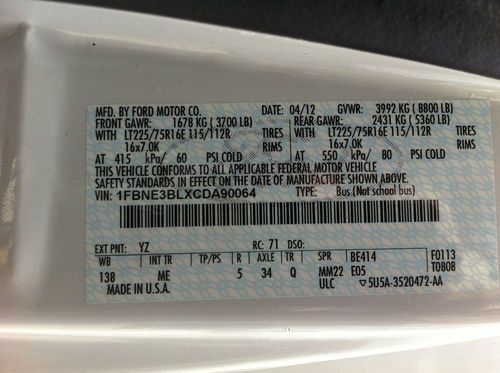 MFD. BY FORD MOTOR CO. DATE: 04/12 GVWR: 3992 KG (8800 LB)
FRONT GAWR: 1678 KG (3700 LB) REAR GAWR: 2431 KG (5360 LB)
WITH LT225/75R16E 115/112R TIRES WITH LT225/75R16E 115/112R TIRES
16x7.0K RIMS 16x7.0K RIMS
AT 415 kPa/ 60 PSI COLD AT 550 kPa/ 80 PSI COLD
THIS VEHICLE CONFORMS TO ALL APPLICABLE FEDERAL MOTOR VEHICLE
SAFETY STANDARDS IN EFFECT ON THE DATE OF MANUFACTURE SHOWN ABOVE.
VIN: 1FBNE3BLXCDA90064 TYPE: Bus (Not school bus)
EXT PNT: YZ RC: 71 DSO:
WB INT TR TP/PS R AXLE TR SPR BE414 F0113
138 ME 5 34 Q MM22 E05 T0808
MADE IN U.S.A. ULC ▽5U5A-3520472-AA